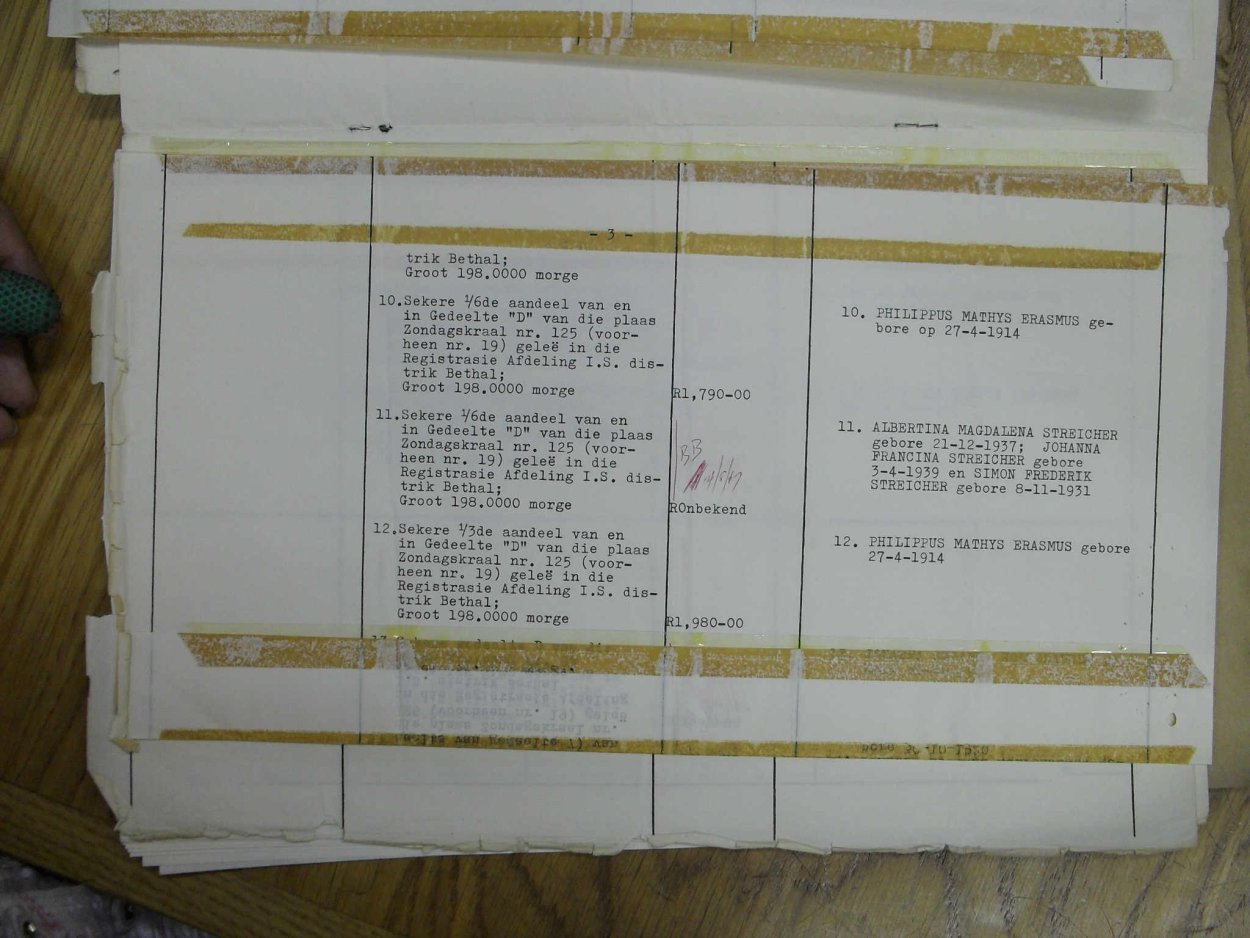 - 3 -
trik Bethal;
Groot 198.0000 morge
10. Sekere 1/6de aandeel van en
in Gedeelte "D" van die plaas
Zondagskraal nr. 125 (voor-
heen nr. 19) geleë in die
Registrasie Afdeling I.S. dis-
trik Bethal;
Groot 198.0000 morge
R1,790-00
10. PHILIPPUS MATHYS ERASMUS ge-
bore op 27-4-1914
11. Sekere 1/6de aandeel van en
in Gedeelte "D" van die plaas
Zondagskraal nr. 125 (voor-
heen nr. 19) geleë in die
Registrasie Afdeling I.S. dis-
trik Bethal;
Groot 198.0000 morge
BB
ROnbekend
11. ALBERTINA MAGDALENA STREICHER
gebore 21-12-1937; JOHANNA
FRANCINA STREICHER gebore
3-4-1939 en SIMON FREDERIK
STREICHER gebore 8-11-1931
12. Sekere 1/3de aandeel van en
in Gedeelte "D" van die plaas
Zondagskraal nr. 125 (voor-
heen nr. 19) geleë in die
Registrasie Afdeling I.S. dis-
trik Bethal;
Groot 198.0000 morge
R1,980-00
12. PHILIPPUS MATHYS ERASMUS gebore
27-4-1914